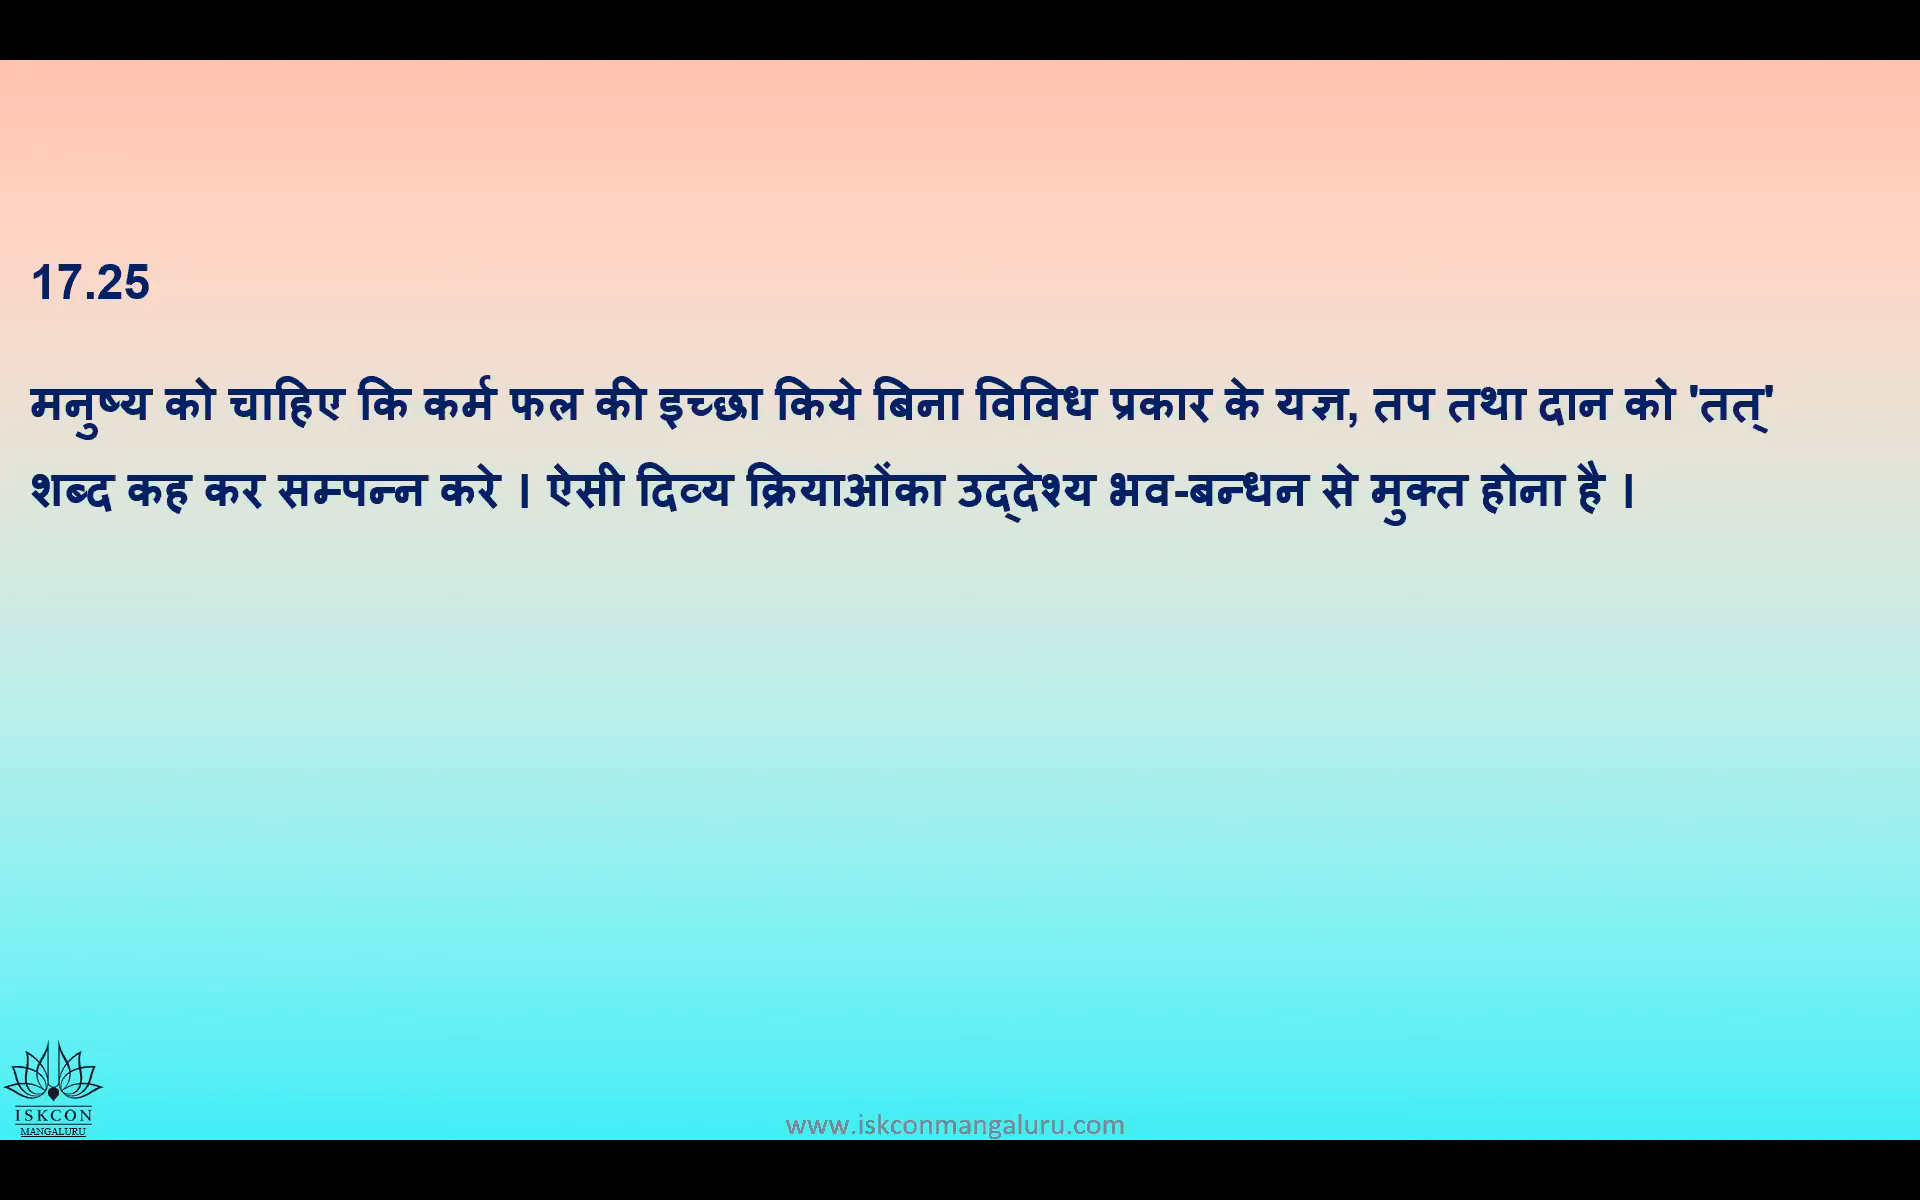 17.25
मनुष्य को चाहिए कि कर्म फल की इच्छा किये बिना विविध प्रकार के यज्ञ, तप तथा दान को 'तत्'
शब्द कह कर सम्पन्न करे । ऐसी दिव्य क्रियाओंका उद्देश्य भव-बन्धन से मुक्त होना है ।
ISKCON
MANGALURU
www.iskconmangaluru.com